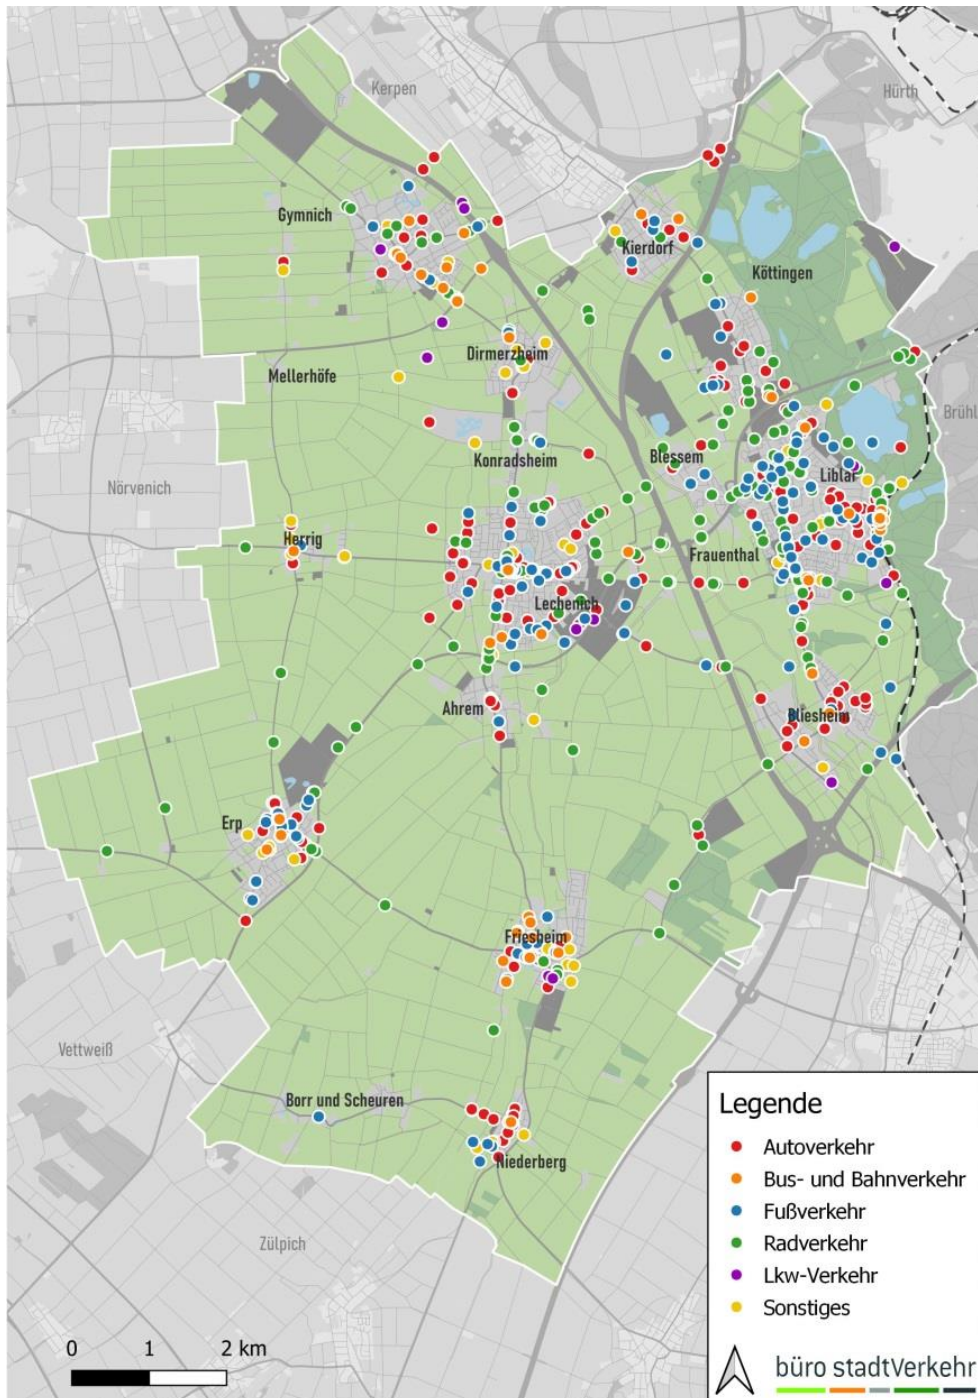 Kerpen
Hürth
Gymnich
Kierdorf
Köttingen
Dirmerzheim
Mellerhöfe
Brühl
Konradsheim
Blessem
Liblar
Nörvenich
Herrig
Frauenthal
Lechenich
Ahrem
Bliesheim
Erp
Friesheim
Vettweiß
Borr und Scheuren
Niederberg
Zülpich
Legende
Autoverkehr
Bus- und Bahnverkehr
Fußverkehr
Radverkehr
Lkw-Verkehr
Sonstiges
0 1 2 km
büro stadtVerkehr